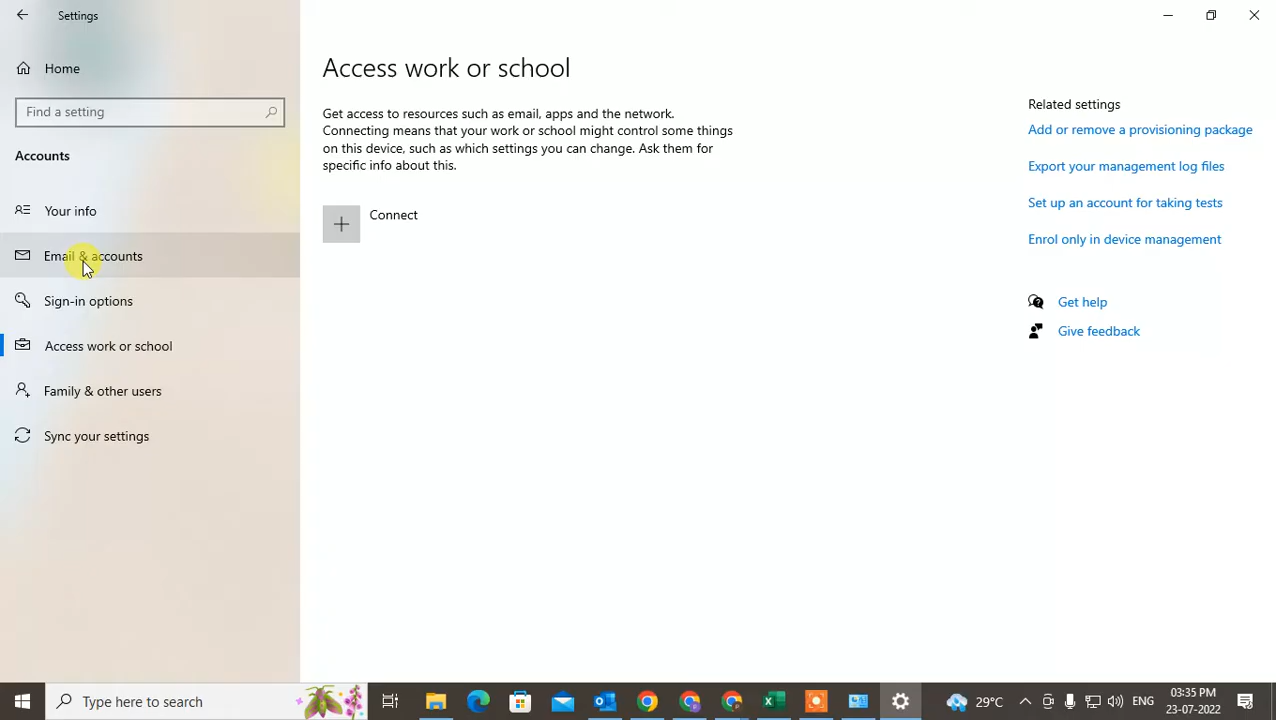 Settings
Home
Find a setting
Accounts
Your info
Email & accounts
Sign-in options
Access work or school
Family & other users
Sync your settings
Access work or school
Get access to resources such as email, apps and the network.
Connecting means that your work or school might control some things
on this device, such as which settings you can change. Ask them for
specific info about this.
Connect
Related settings
Add or remove a provisioning package
Export your management log files
Set up an account for taking tests
Enrol only in device management
Get help
Give feedback
Type here to search
29°C
ENG
03:35 PM
23-07-2022